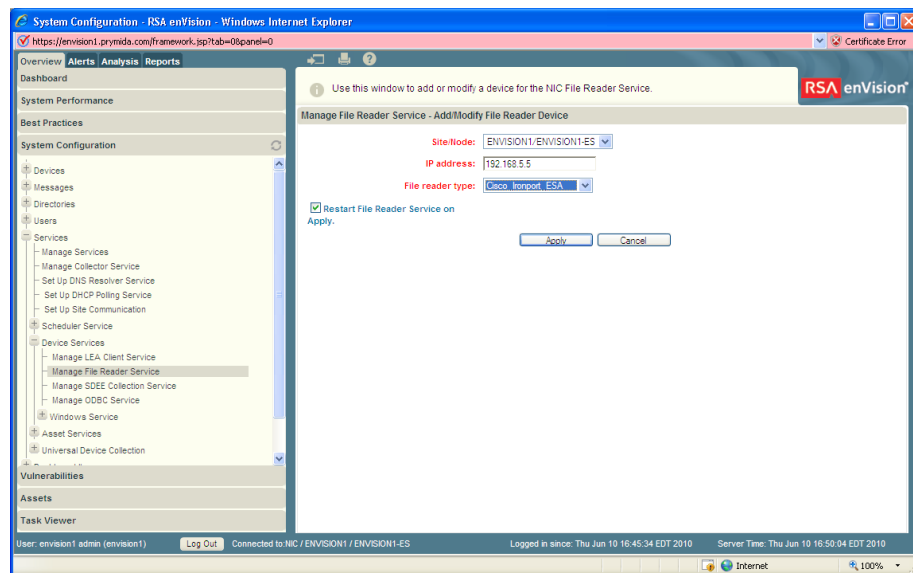 System Configuration - RSA enVision - Windows Internet Explorer
https://envision1.prymida.com/framework.jsp?tab=0&panel=0
Certificate Error
Overview Alerts Analysis Reports
Dashboard
System Performance
Best Practices
System Configuration
Devices
Messages
Directories
Users
Services
Manage Services
Manage Collector Service
Set Up DNS Resolver Service
Set Up DHCP Polling Service
Set Up Site Communication
Scheduler Service
Device Services
Manage LEA Client Service
Manage File Reader Service
Manage SDEE Collection Service
Manage ODBC Service
Windows Service
Asset Services
Universal Device Collection
Vulnerabilities
Assets
Task Viewer
Use this window to add or modify a device for the NIC File Reader Service.
RSA enVision
Manage File Reader Service - Add/Modify File Reader Device
Site/Node: ENVISION1/ENVISION1-ES
IP address: 192.168.5.5
File reader type: Cisco_Ironport_ESA
Restart File Reader Service on
Apply.
Apply Cancel
User: envision1 admin (envision1) Log Out Connected to:NIC / ENVISION1 / ENVISION1-ES Logged in since: Thu Jun 10 16:45:34 EDT 2010 Server Time: Thu Jun 10 16:50:04 EDT 2010
Internet 100%